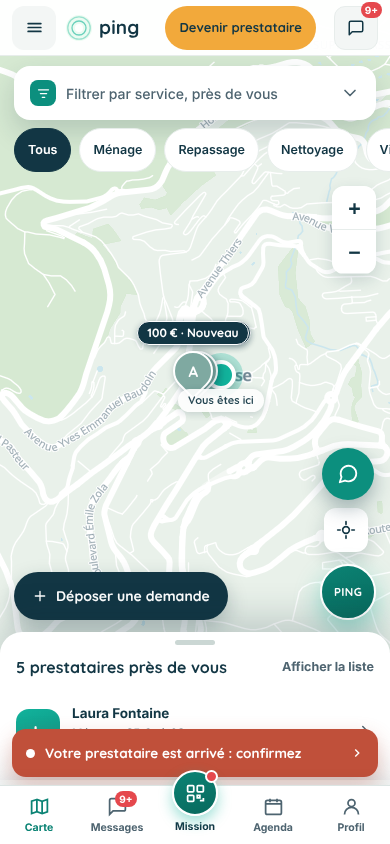 ping
Devenir prestataire
9+
Filtrer par service, près de vous
Tous
Ménage
Repassage
Nettoyage
+
Avenue Thiers
−
100 € · Nouveau
A
se
Vous êtes ici
Avenue Yves Emmanuel Baudoin
Pasteur
Émile Zola
PING
+ Déposer une demande
5 prestataires près de vous
Afficher la liste
Laura Fontaine
Votre prestataire est arrivé : confirmez
9+
Carte
Messages
Mission
Agenda
Profil